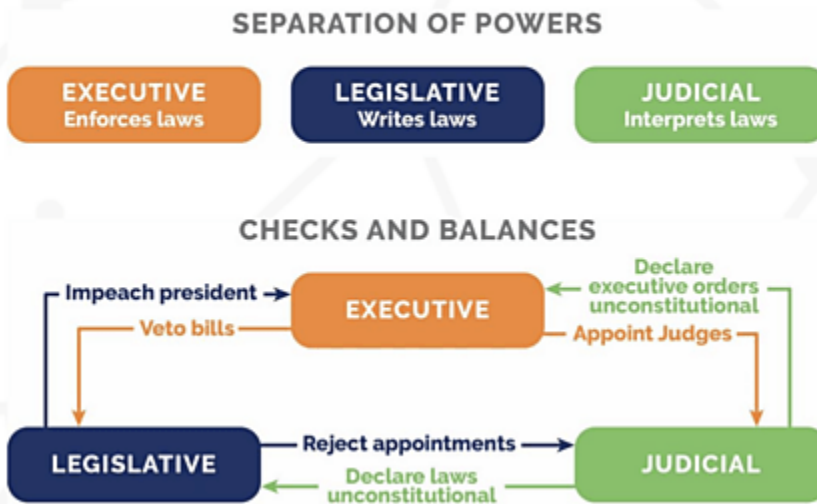 SEPARATION OF POWERS
EXECUTIVE
Enforces laws
LEGISLATIVE
Writes laws
JUDICIAL
Interprets laws
CHECKS AND BALANCES
Impeach president
Veto bills
EXECUTIVE
Declare
executive orders
unconstitutional
Appoint Judges
LEGISLATIVE
Reject appointments
Declare laws
unconstitutional
JUDICIAL